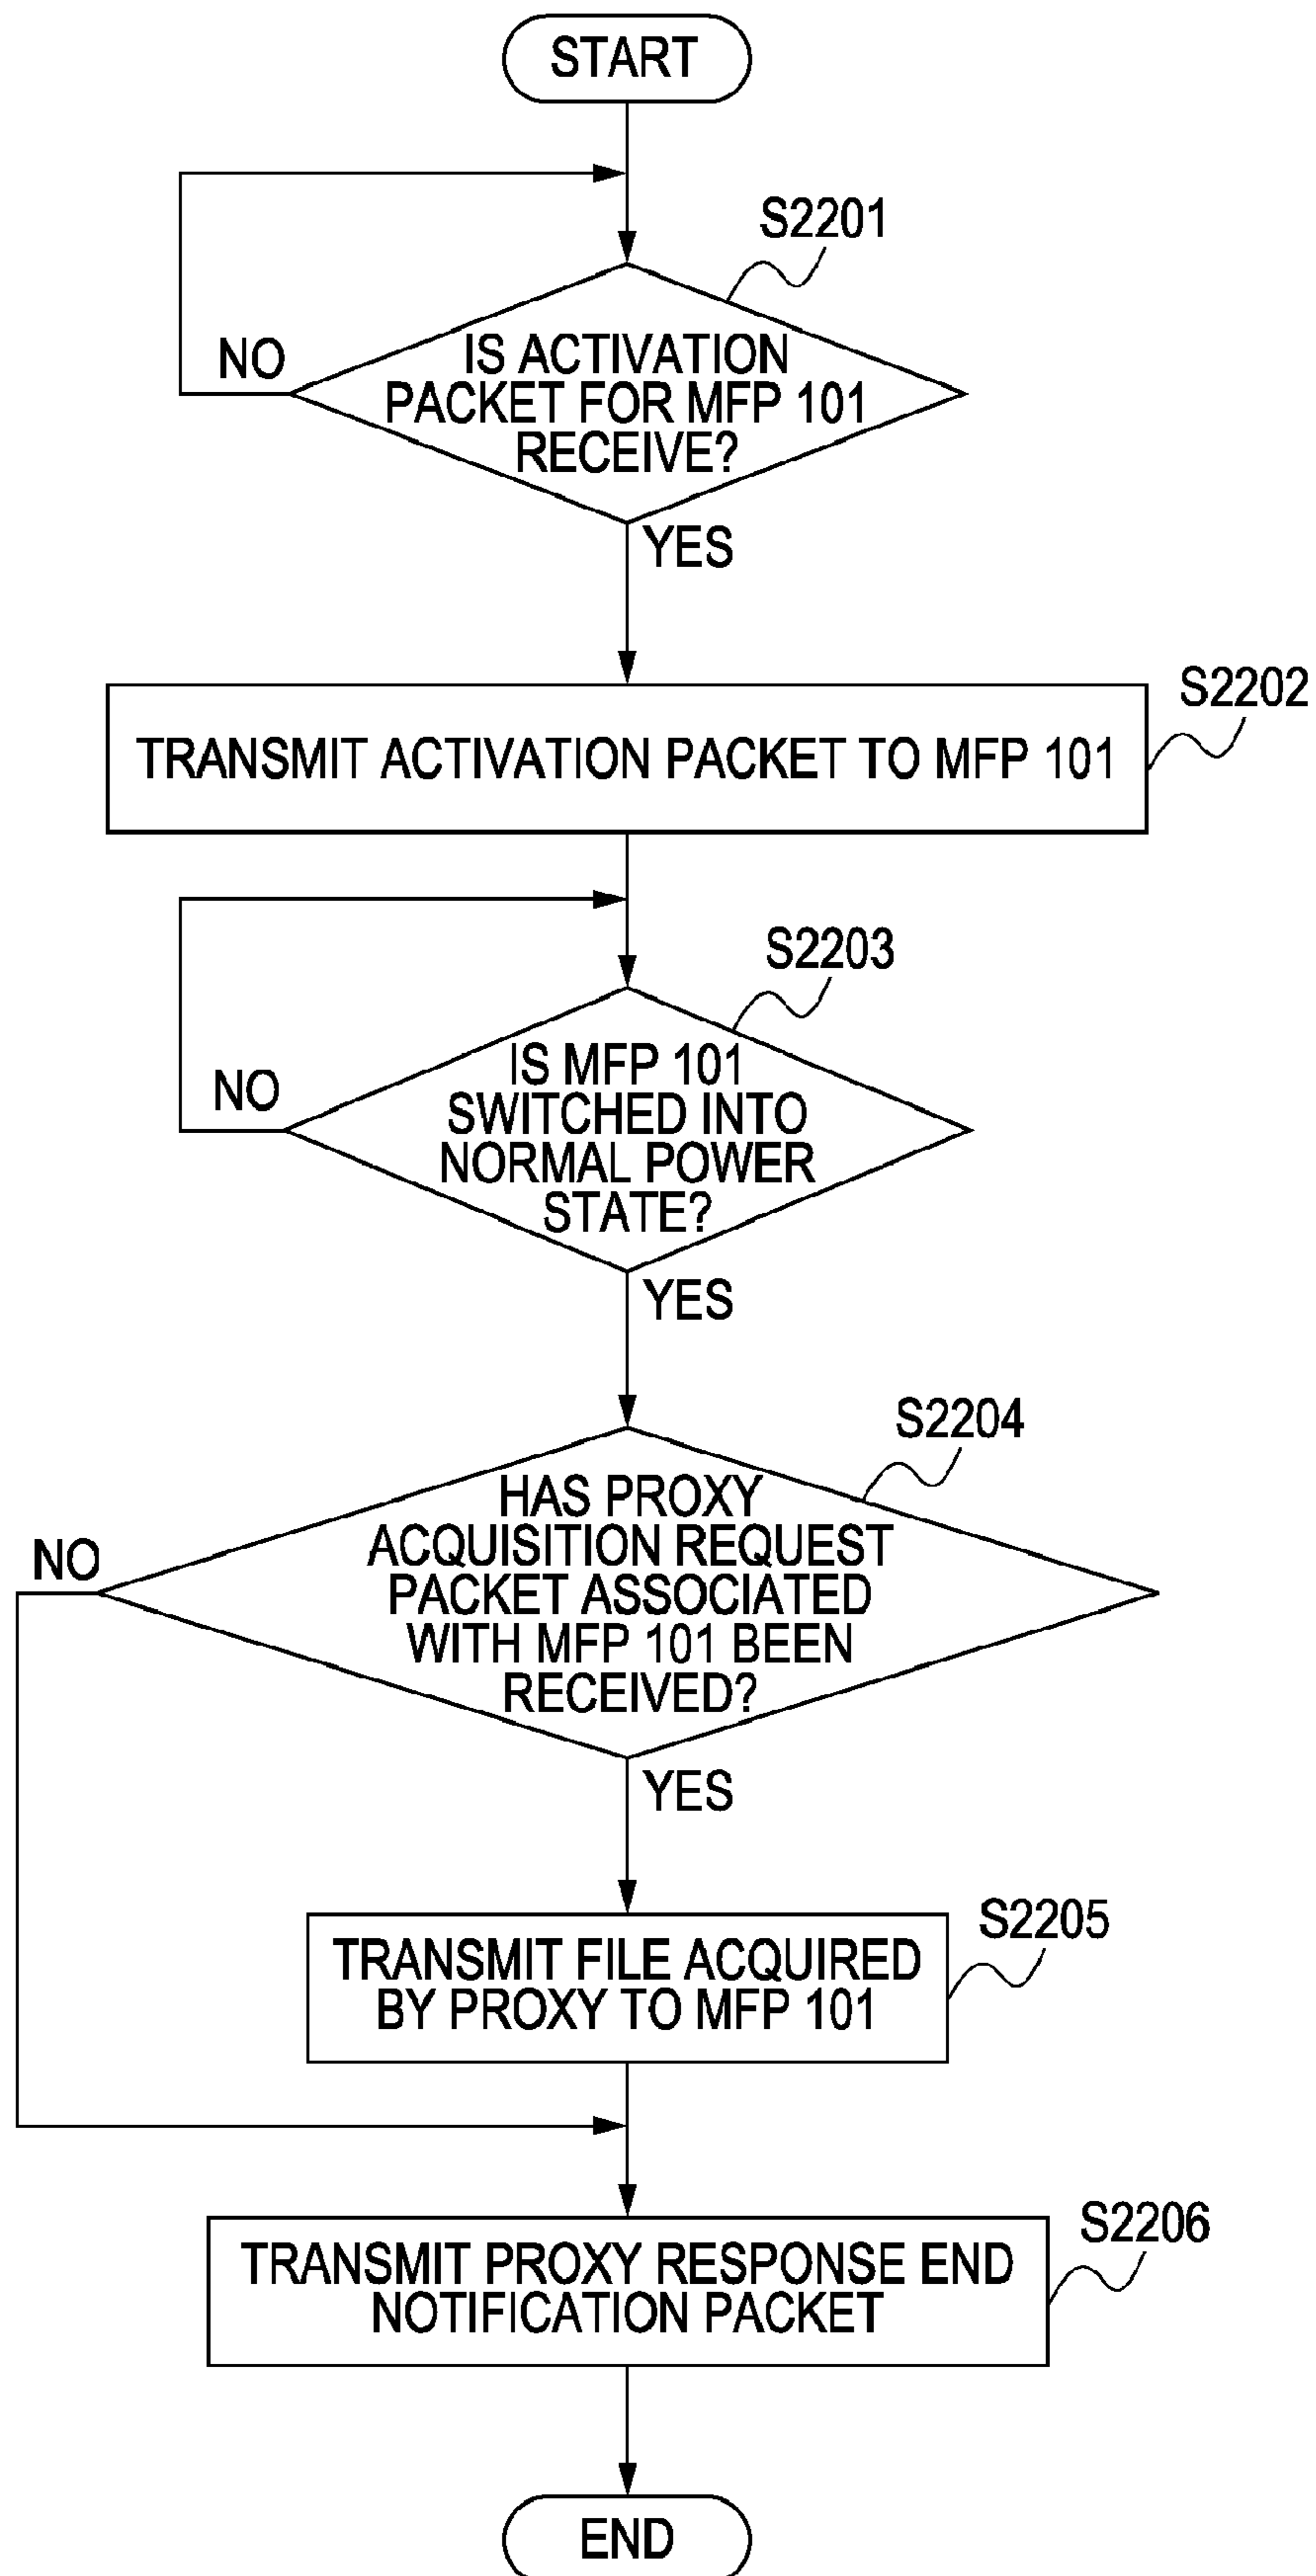 START
S2201
NO
IS ACTIVATION
PACKET FOR MFP 101
RECEIVE?
YES
S2202
TRANSMIT ACTIVATION PACKET TO MFP 101
S2203
NO
IS MFP 101
SWITCHED INTO
NORMAL POWER
STATE?
YES
S2204
NO
HAS PROXY
ACQUISITION REQUEST
PACKET ASSOCIATED
WITH MFP 101 BEEN
RECEIVED?
YES
S2205
TRANSMIT FILE ACQUIRED
BY PROXY TO MFP 101
S2206
TRANSMIT PROXY RESPONSE END
NOTIFICATION PACKET
END